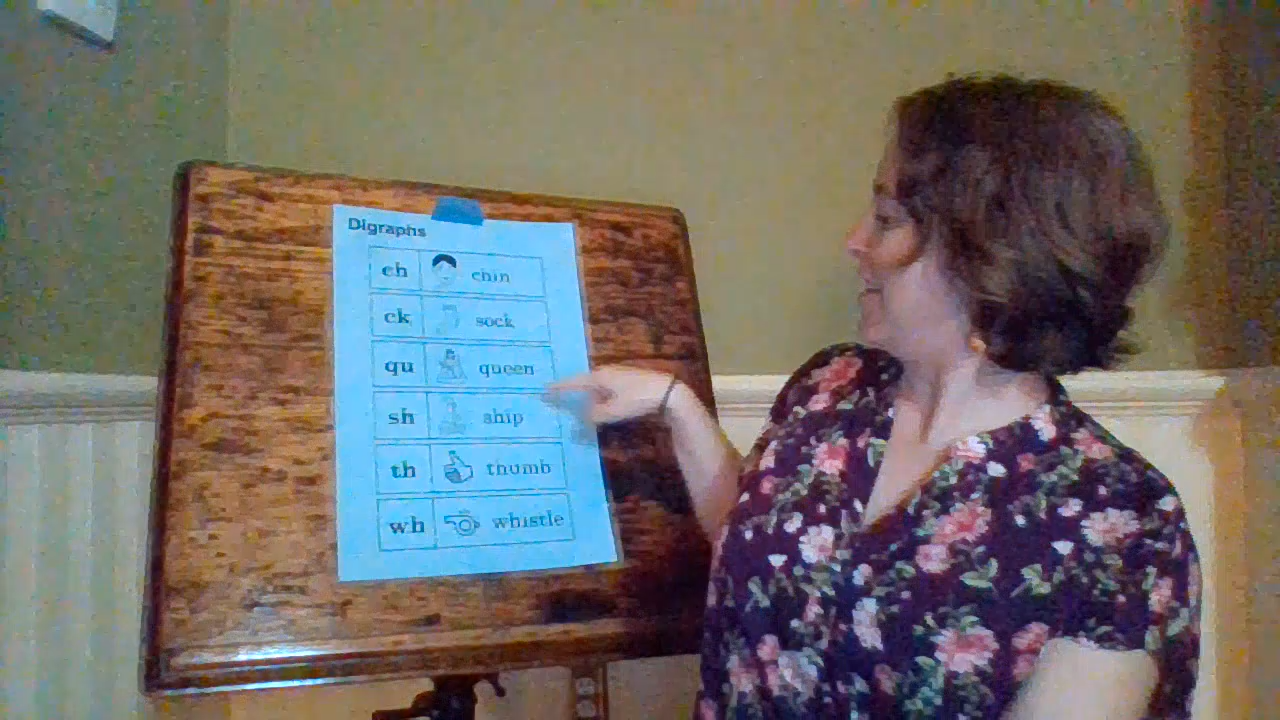 Digraphs
ch chin
ck sock
qu queen
sh ship
th thumb
wh whistle